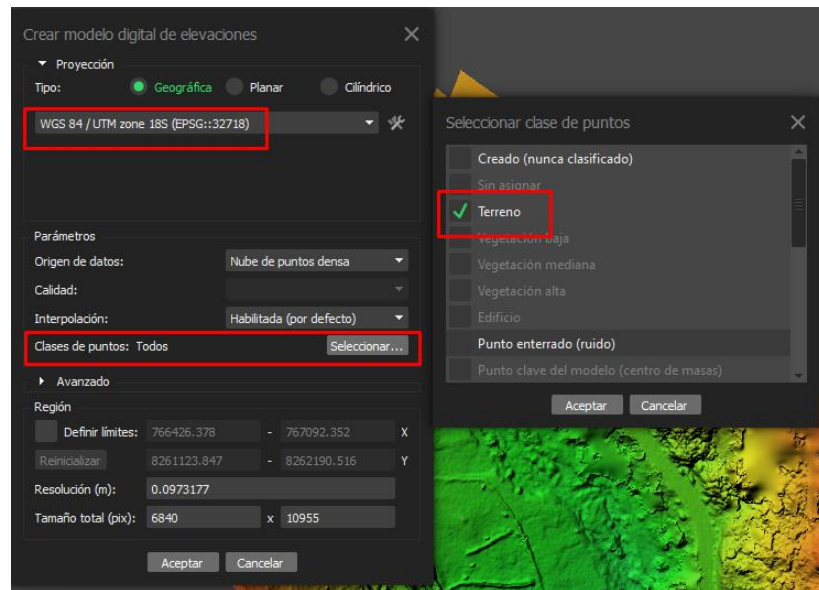 Crear modelo digital de elevaciones
Proyección
Tipo: Geográfica Planar Cilíndrico
WGS 84 / UTM zone 18S (EPSG::32718)
Parámetros
Origen de datos: Nube de puntos densa
Calidad:
Interpolación: Habilitada (por defecto)
Clases de puntos: Todos Seleccionar...
Avanzado
Región
Definir límites: 766426.378 - 767092.352 X
Reinicializar 8261123.847 - 8262190.516 Y
Resolución (m): 0.0973177
Tamaño total (pix): 6840 x 10955
Aceptar Cancelar
Seleccionar clase de puntos
Creado (nunca clasificado)
Sin asignar
Terreno
Vegetación baja
Vegetación mediana
Vegetación alta
Edificio
Punto enterrado (ruido)
Punto clave del modelo (centro de masas)
Aceptar Cancelar